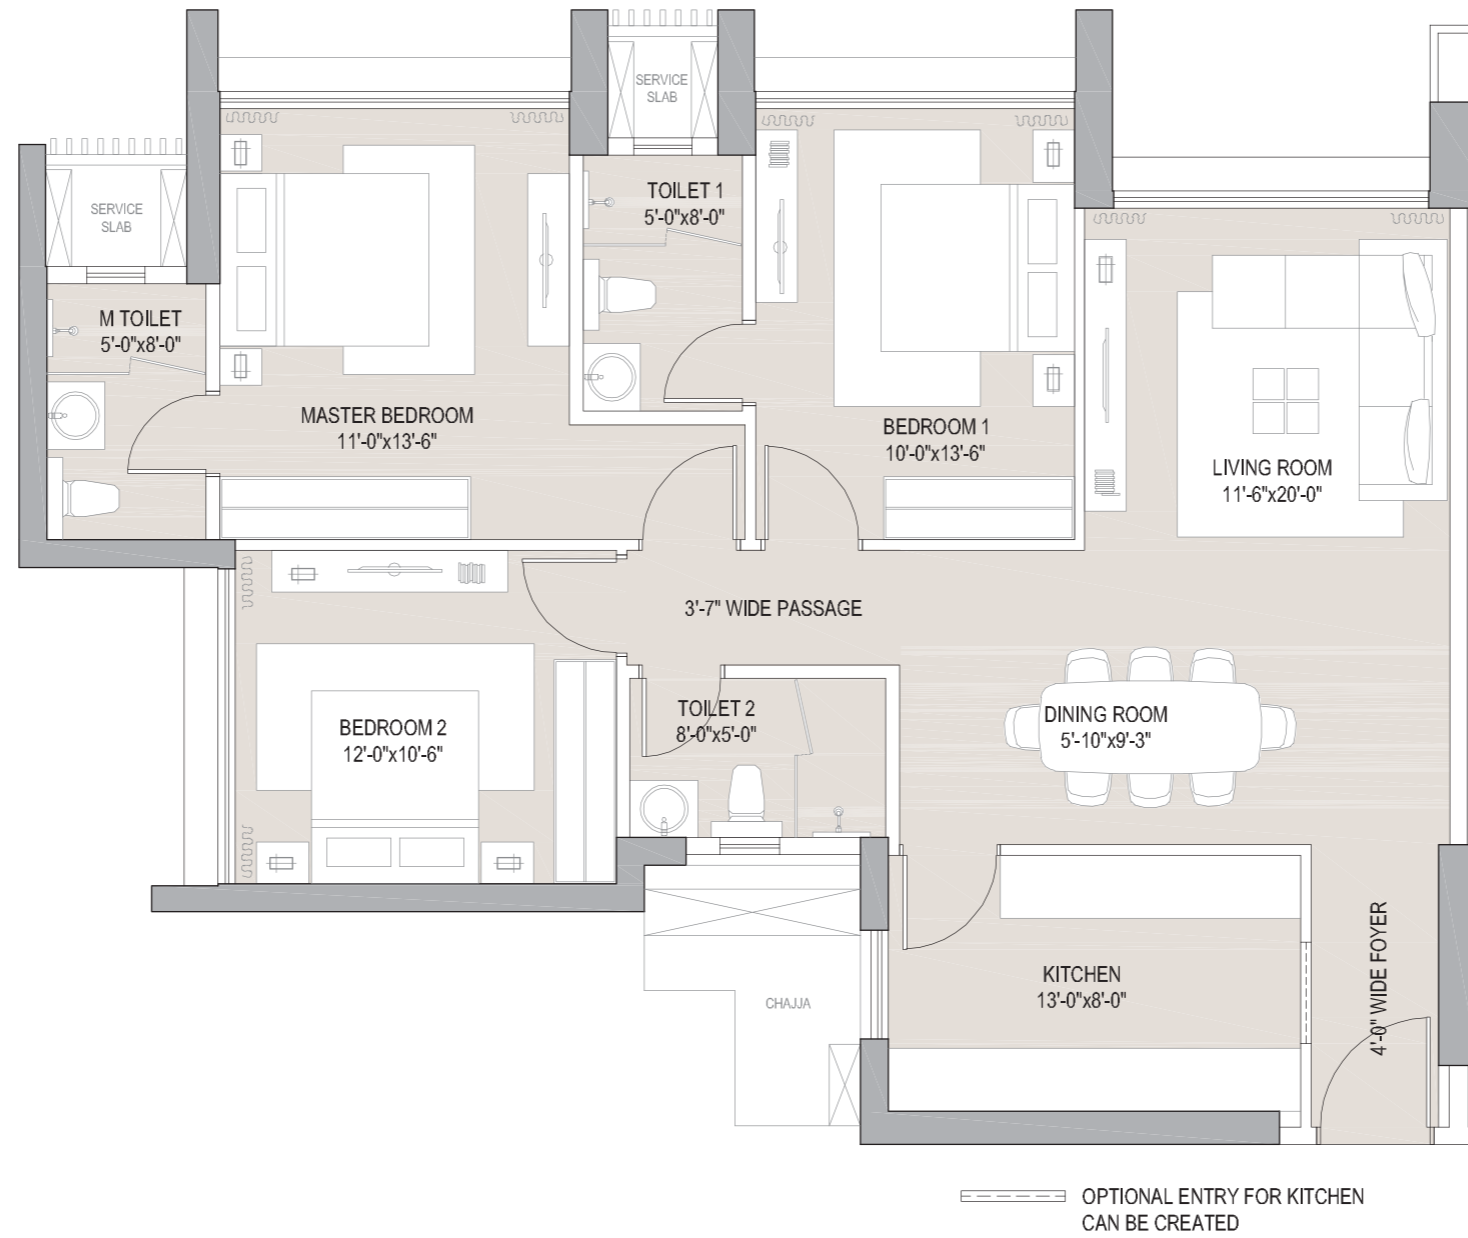 SERVICE
SLAB
SERVICE
SLAB
TOILET 1
5'-0"x8'-0"
M TOILET
5'-0"x8'-0"
MASTER BEDROOM
11'-0"x13'-6"
BEDROOM 1
10'-0"x13'-6"
LIVING ROOM
11'-6"x20'-0"
3'-7" WIDE PASSAGE
BEDROOM 2
12'-0"x10'-6"
TOILET 2
8'-0"x5'-0"
DINING ROOM
5'-10"x9'-3"
KITCHEN
13'-0"x8'-0"
4'-0" WIDE FOYER
CHAJJA
OPTIONAL ENTRY FOR KITCHEN
CAN BE CREATED